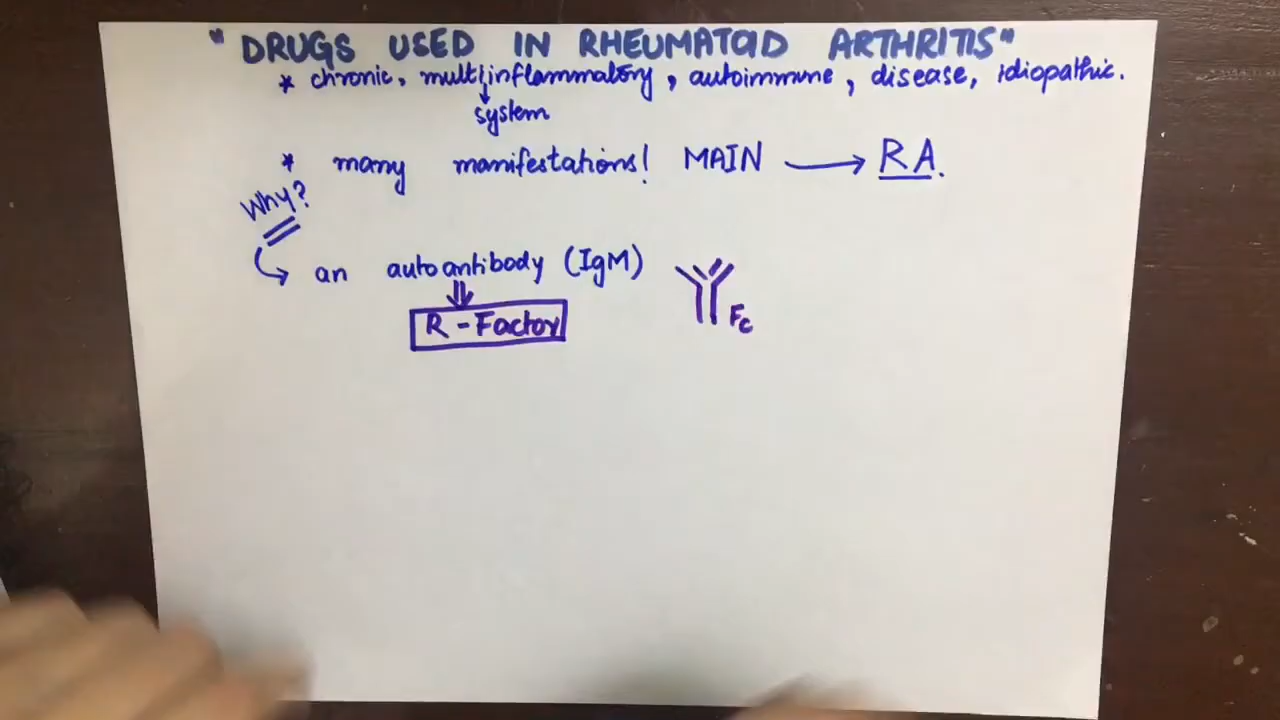 "DRUGS USED IN RHEUMATOID ARTHRITIS"
* chronic, multiinflammatory, autoimmune, disease, idiopathic.
system
* many manifestations! MAIN → RA.
Why?
an autoantibody (IgM)
R-Factor
Fc